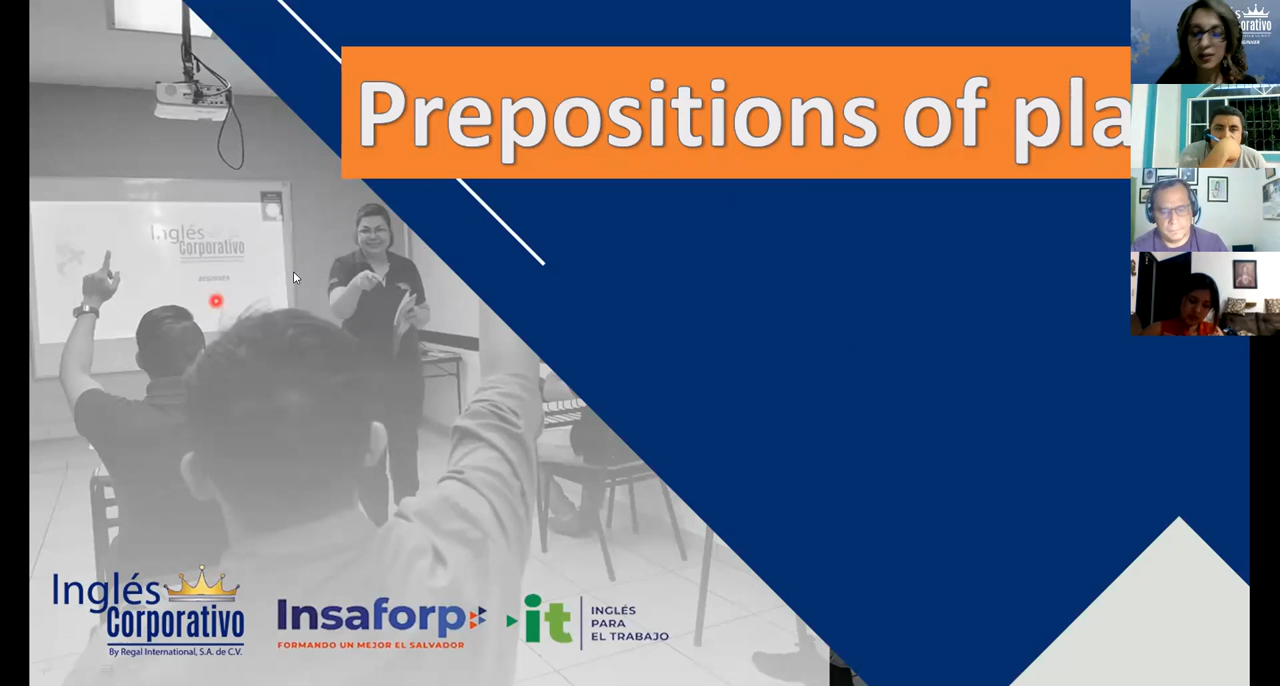 Prepositions of pla
Inglés
Corporativo
BEGINNER
Inglés
Corporativo
By Regal International, S.A. de C.V.
Insaforp
FORMANDO UN MEJOR EL SALVADOR
it
INGLÉS
PARA
EL TRABAJO